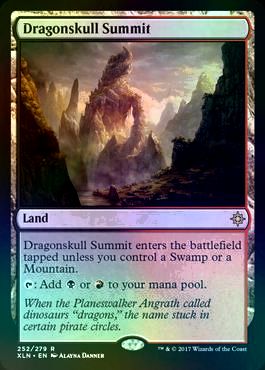 Dragonskull Summit
Land
Dragonskull Summit enters the battlefield
tapped unless you control a Swamp or a
Mountain.
: Add or to your mana pool.
When the Planeswalker Angrath called
dinosaurs “dragons,” the name stuck in
certain pirate circles.
252/279 R
XLN • EN ALAYNA DANNER
™ & © 2017 Wizards of the Coast